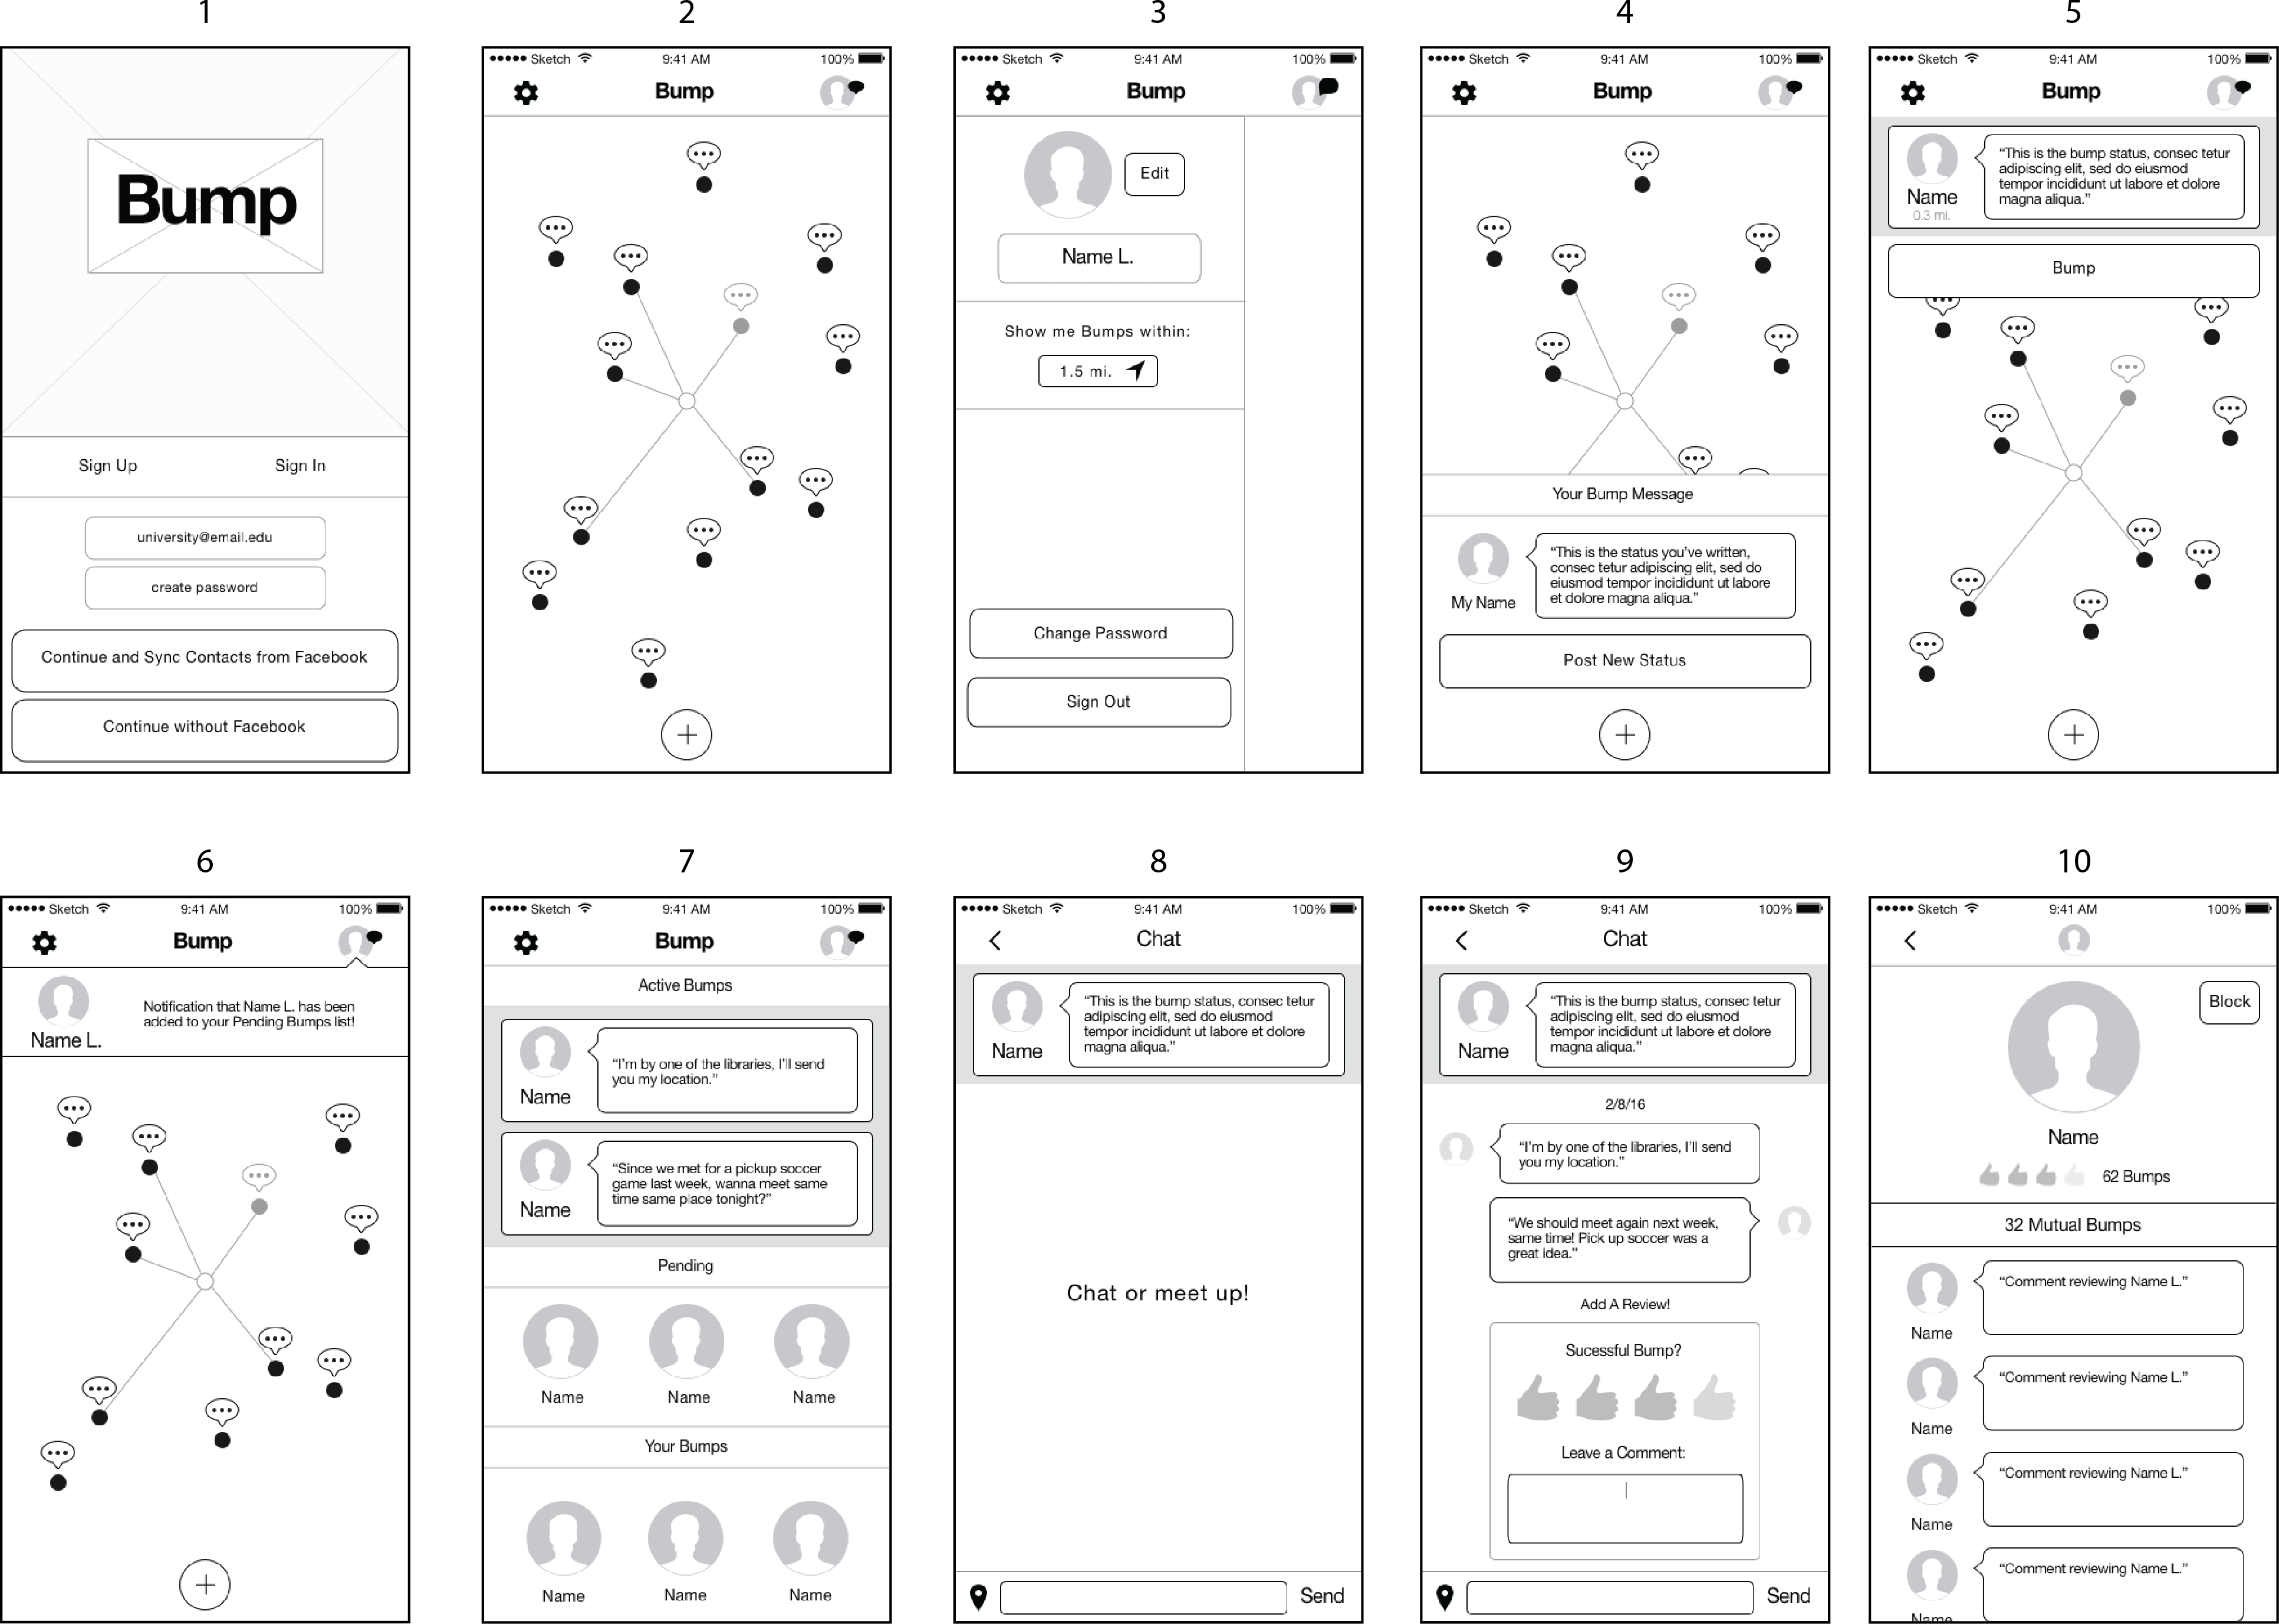 1
Bump
Sign Up Sign In
university@email.edu
create password
Continue and Sync Contacts from Facebook
Continue without Facebook
2
Sketch 9:41 AM 100%
Bump
3
Sketch 9:41 AM 100%
Bump
Edit
Name L.
Show me Bumps within:
1.5 mi.
Change Password
Sign Out
4
Sketch 9:41 AM 100%
Bump
Your Bump Message
“This is the status you’ve written,
consec tetur adipiscing elit, sed do
eiusmod tempor incididunt ut labore
et dolore magna aliqua.”
My Name
Post New Status
5
Sketch 9:41 AM 100%
Bump
“This is the bump status, consec tetur
adipiscing elit, sed do eiusmod
tempor incididunt ut labore et dolore
magna aliqua.”
Name
0.3 mi.
Bump
6
Sketch 9:41 AM 100%
Bump
Notification that Name L. has been
added to your Pending Bumps list!
Name L.
7
Sketch 9:41 AM 100%
Bump
Active Bumps
“I’m by one of the libraries, I’ll send
you my location.”
Name
“Since we met for a pickup soccer
game last week, wanna meet same
time same place tonight?”
Name
Pending
Name Name Name
Your Bumps
Name Name Name
8
Sketch 9:41 AM 100%
Chat
“This is the bump status, consec tetur
adipiscing elit, sed do eiusmod
tempor incididunt ut labore et dolore
magna aliqua.”
Name
Chat or meet up!
Send
9
Sketch 9:41 AM 100%
Chat
“This is the bump status, consec tetur
adipiscing elit, sed do eiusmod
tempor incididunt ut labore et dolore
magna aliqua.”
Name
2/8/16
“I’m by one of the libraries, I’ll send
you my location.”
“We should meet again next week,
same time! Pick up soccer was a
great idea.”
Add A Review!
Sucessful Bump?
Leave a Comment:
Send
10
Sketch 9:41 AM 100%
Block
Name
62 Bumps
32 Mutual Bumps
“Comment reviewing Name L.”
Name
“Comment reviewing Name L.”
Name
“Comment reviewing Name L.”
Name
“Comment reviewing Name L.”
Name